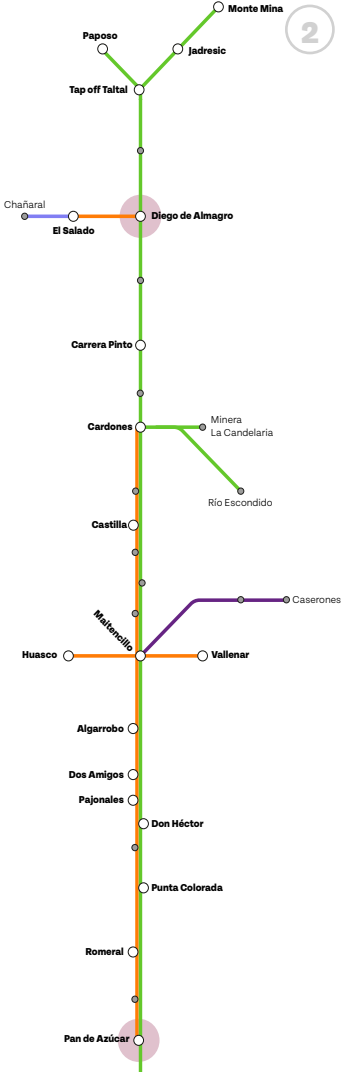 Monte Mina
2
Paposo
Jadresic
Tap off Taltal
Chañaral
Diego de Almagro
El Salado
Carrera Pinto
Cardones
Minera
La Candelaria
Río Escondido
Castilla
Caserones
Maitencillo
Huasco
Vallenar
Algarrobo
Dos Amigos
Pajonales
Don Héctor
Punta Colorada
Romeral
Pan de Azúcar